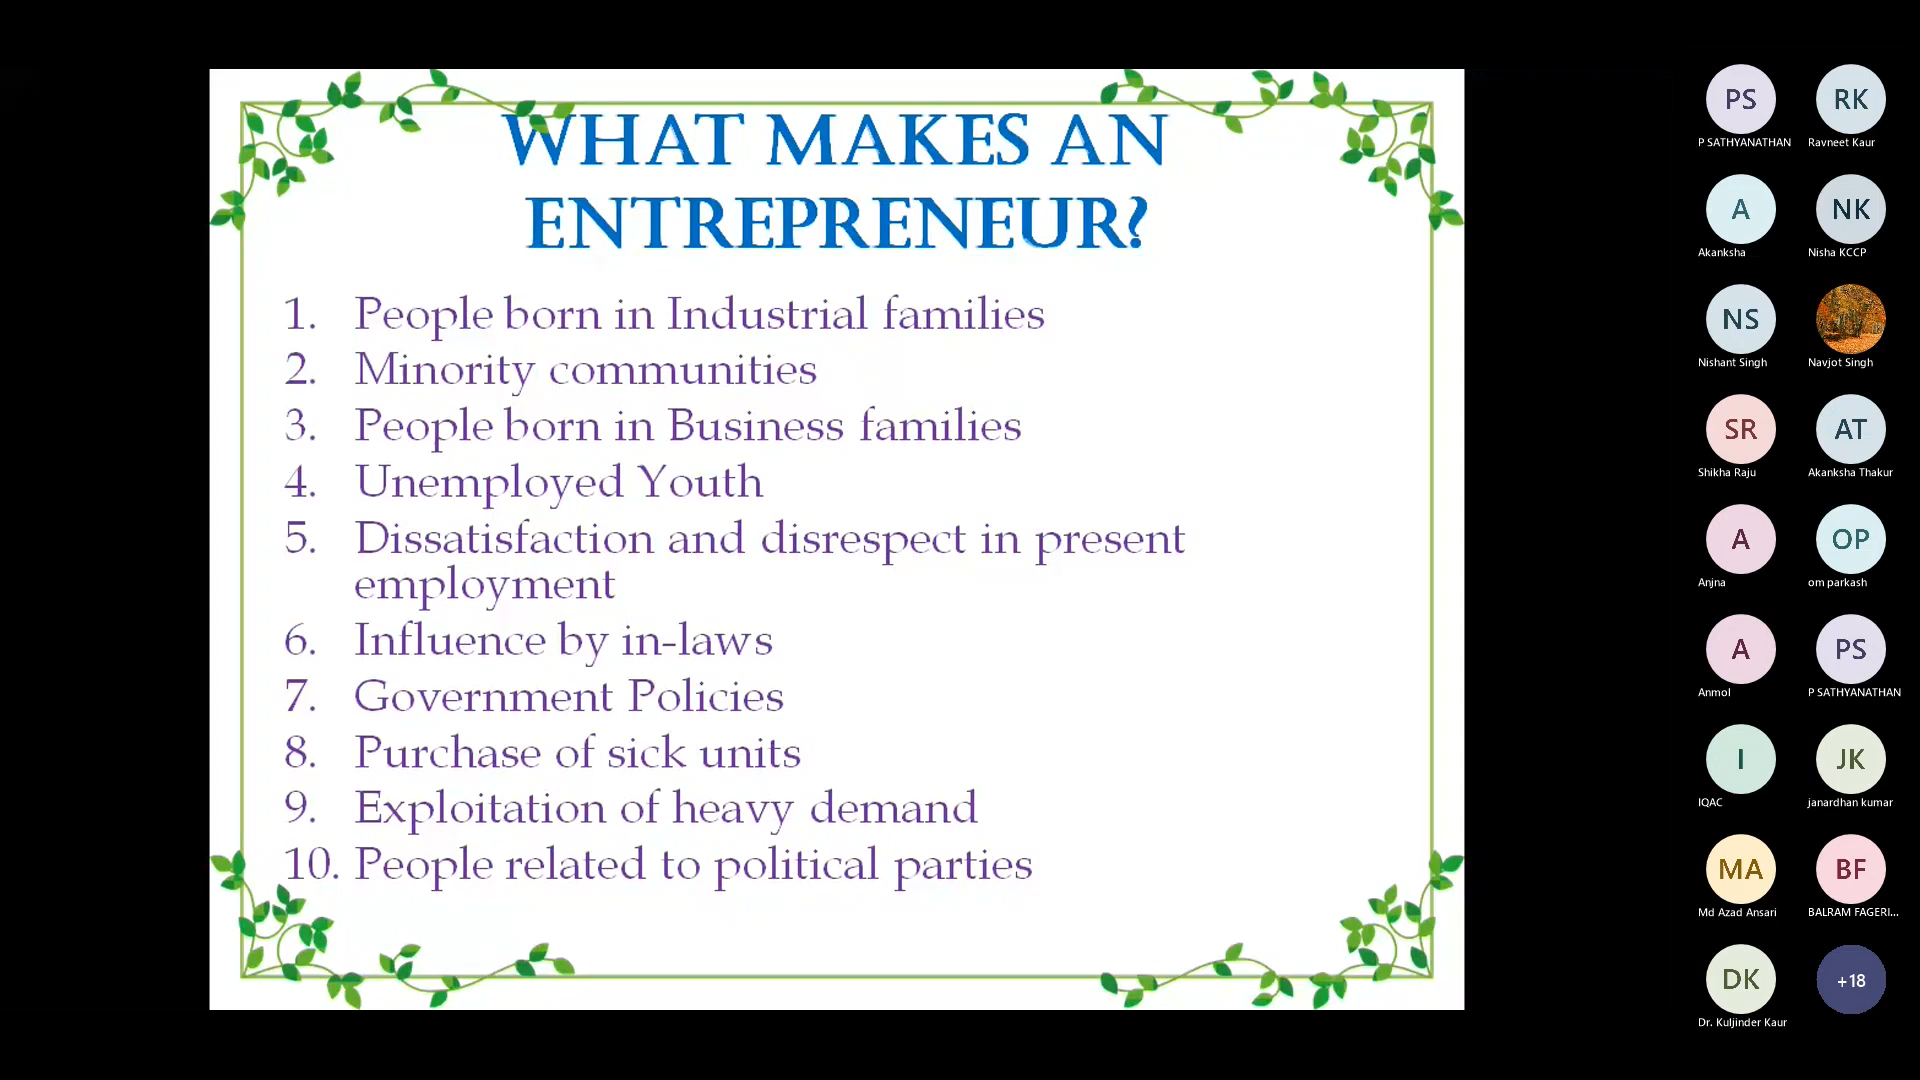 WHAT MAKES AN
ENTREPRENEUR?
1. People born in Industrial families
2. Minority communities
3. People born in Business families
4. Unemployed Youth
5. Dissatisfaction and disrespect in present
employment
6. Influence by in-laws
7. Government Policies
8. Purchase of sick units
9. Exploitation of heavy demand
10. People related to political parties
PS
P SATHYANATHAN
RK
Ravneet Kaur
A
Akanksha
NK
Nisha KCCP
NS
Nishant Singh
Navjot Singh
SR
Shikha Raju
AT
Akanksha Thakur
A
Anjna
OP
om parkash
A
Anmol
PS
P SATHYANATHAN
I
IQAC
JK
janardhan kumar
MA
Md Azad Ansari
BF
BALRAM FAGERI...
DK
Dr. Kuljinder Kaur
+18